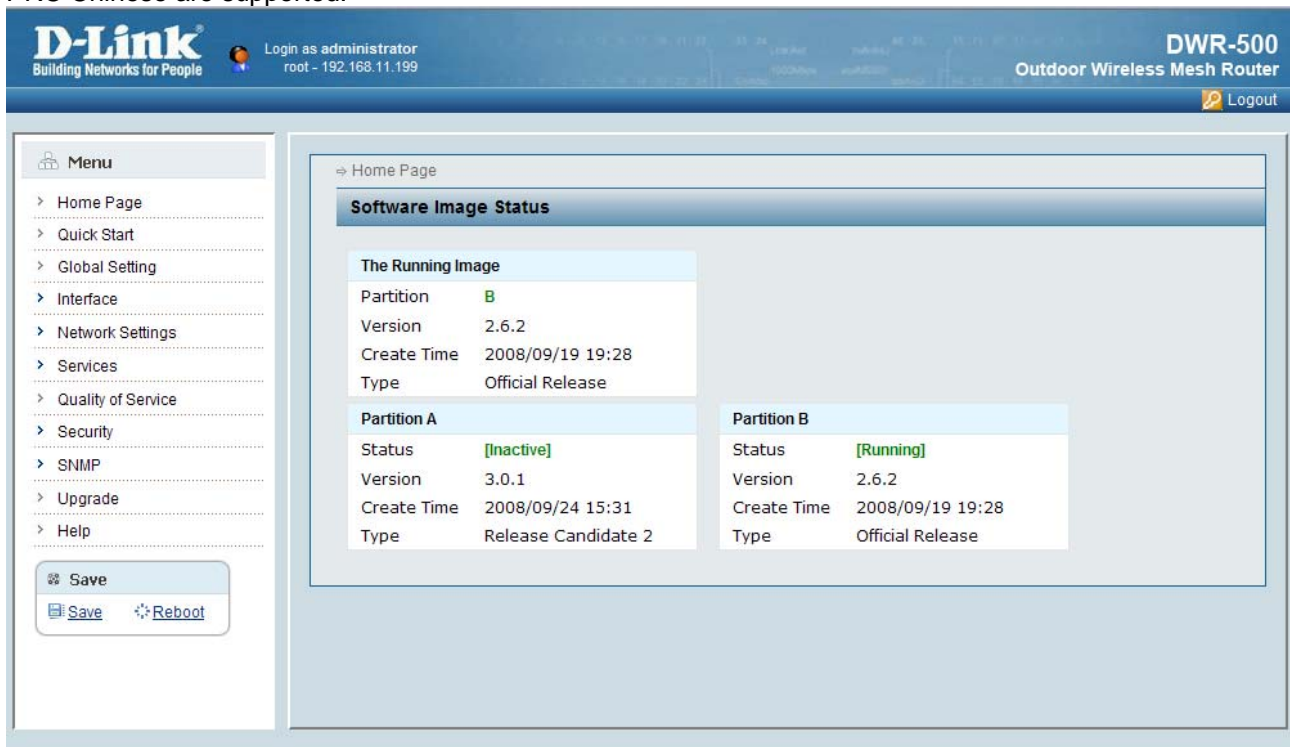 D-Link
Building Networks for People
Login as administrator
root - 192.168.11.199
DWR-500
Outdoor Wireless Mesh Router
Logout
Menu
Home Page
Quick Start
Global Setting
Interface
Network Settings
Services
Quality of Service
Security
SNMP
Upgrade
Help
Save
Save Reboot
Home Page
Software Image Status
The Running Image
Partition B
Version 2.6.2
Create Time 2008/09/19 19:28
Type Official Release
Partition A
Status [Inactive]
Version 3.0.1
Create Time 2008/09/24 15:31
Type Release Candidate 2
Partition B
Status [Running]
Version 2.6.2
Create Time 2008/09/19 19:28
Type Official Release